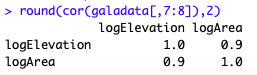 > round(cor(galadata[,7:8]),2)
logElevation logArea
logElevation 1.0 0.9
logArea 0.9 1.0